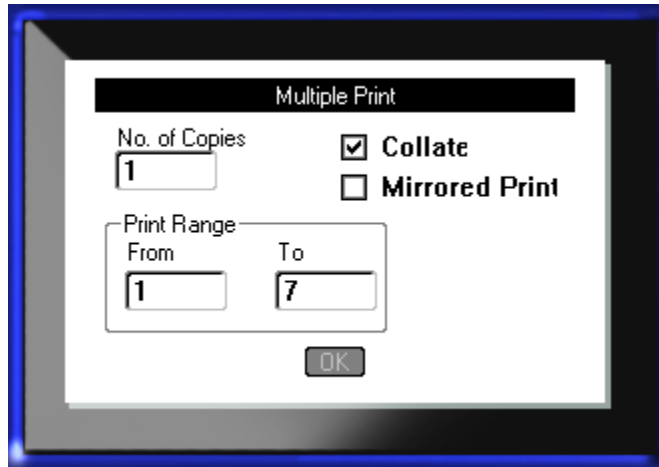 Multiple Print
No. of Copies
1
Collate
Mirrored Print
Print Range
From To
1 7
OK